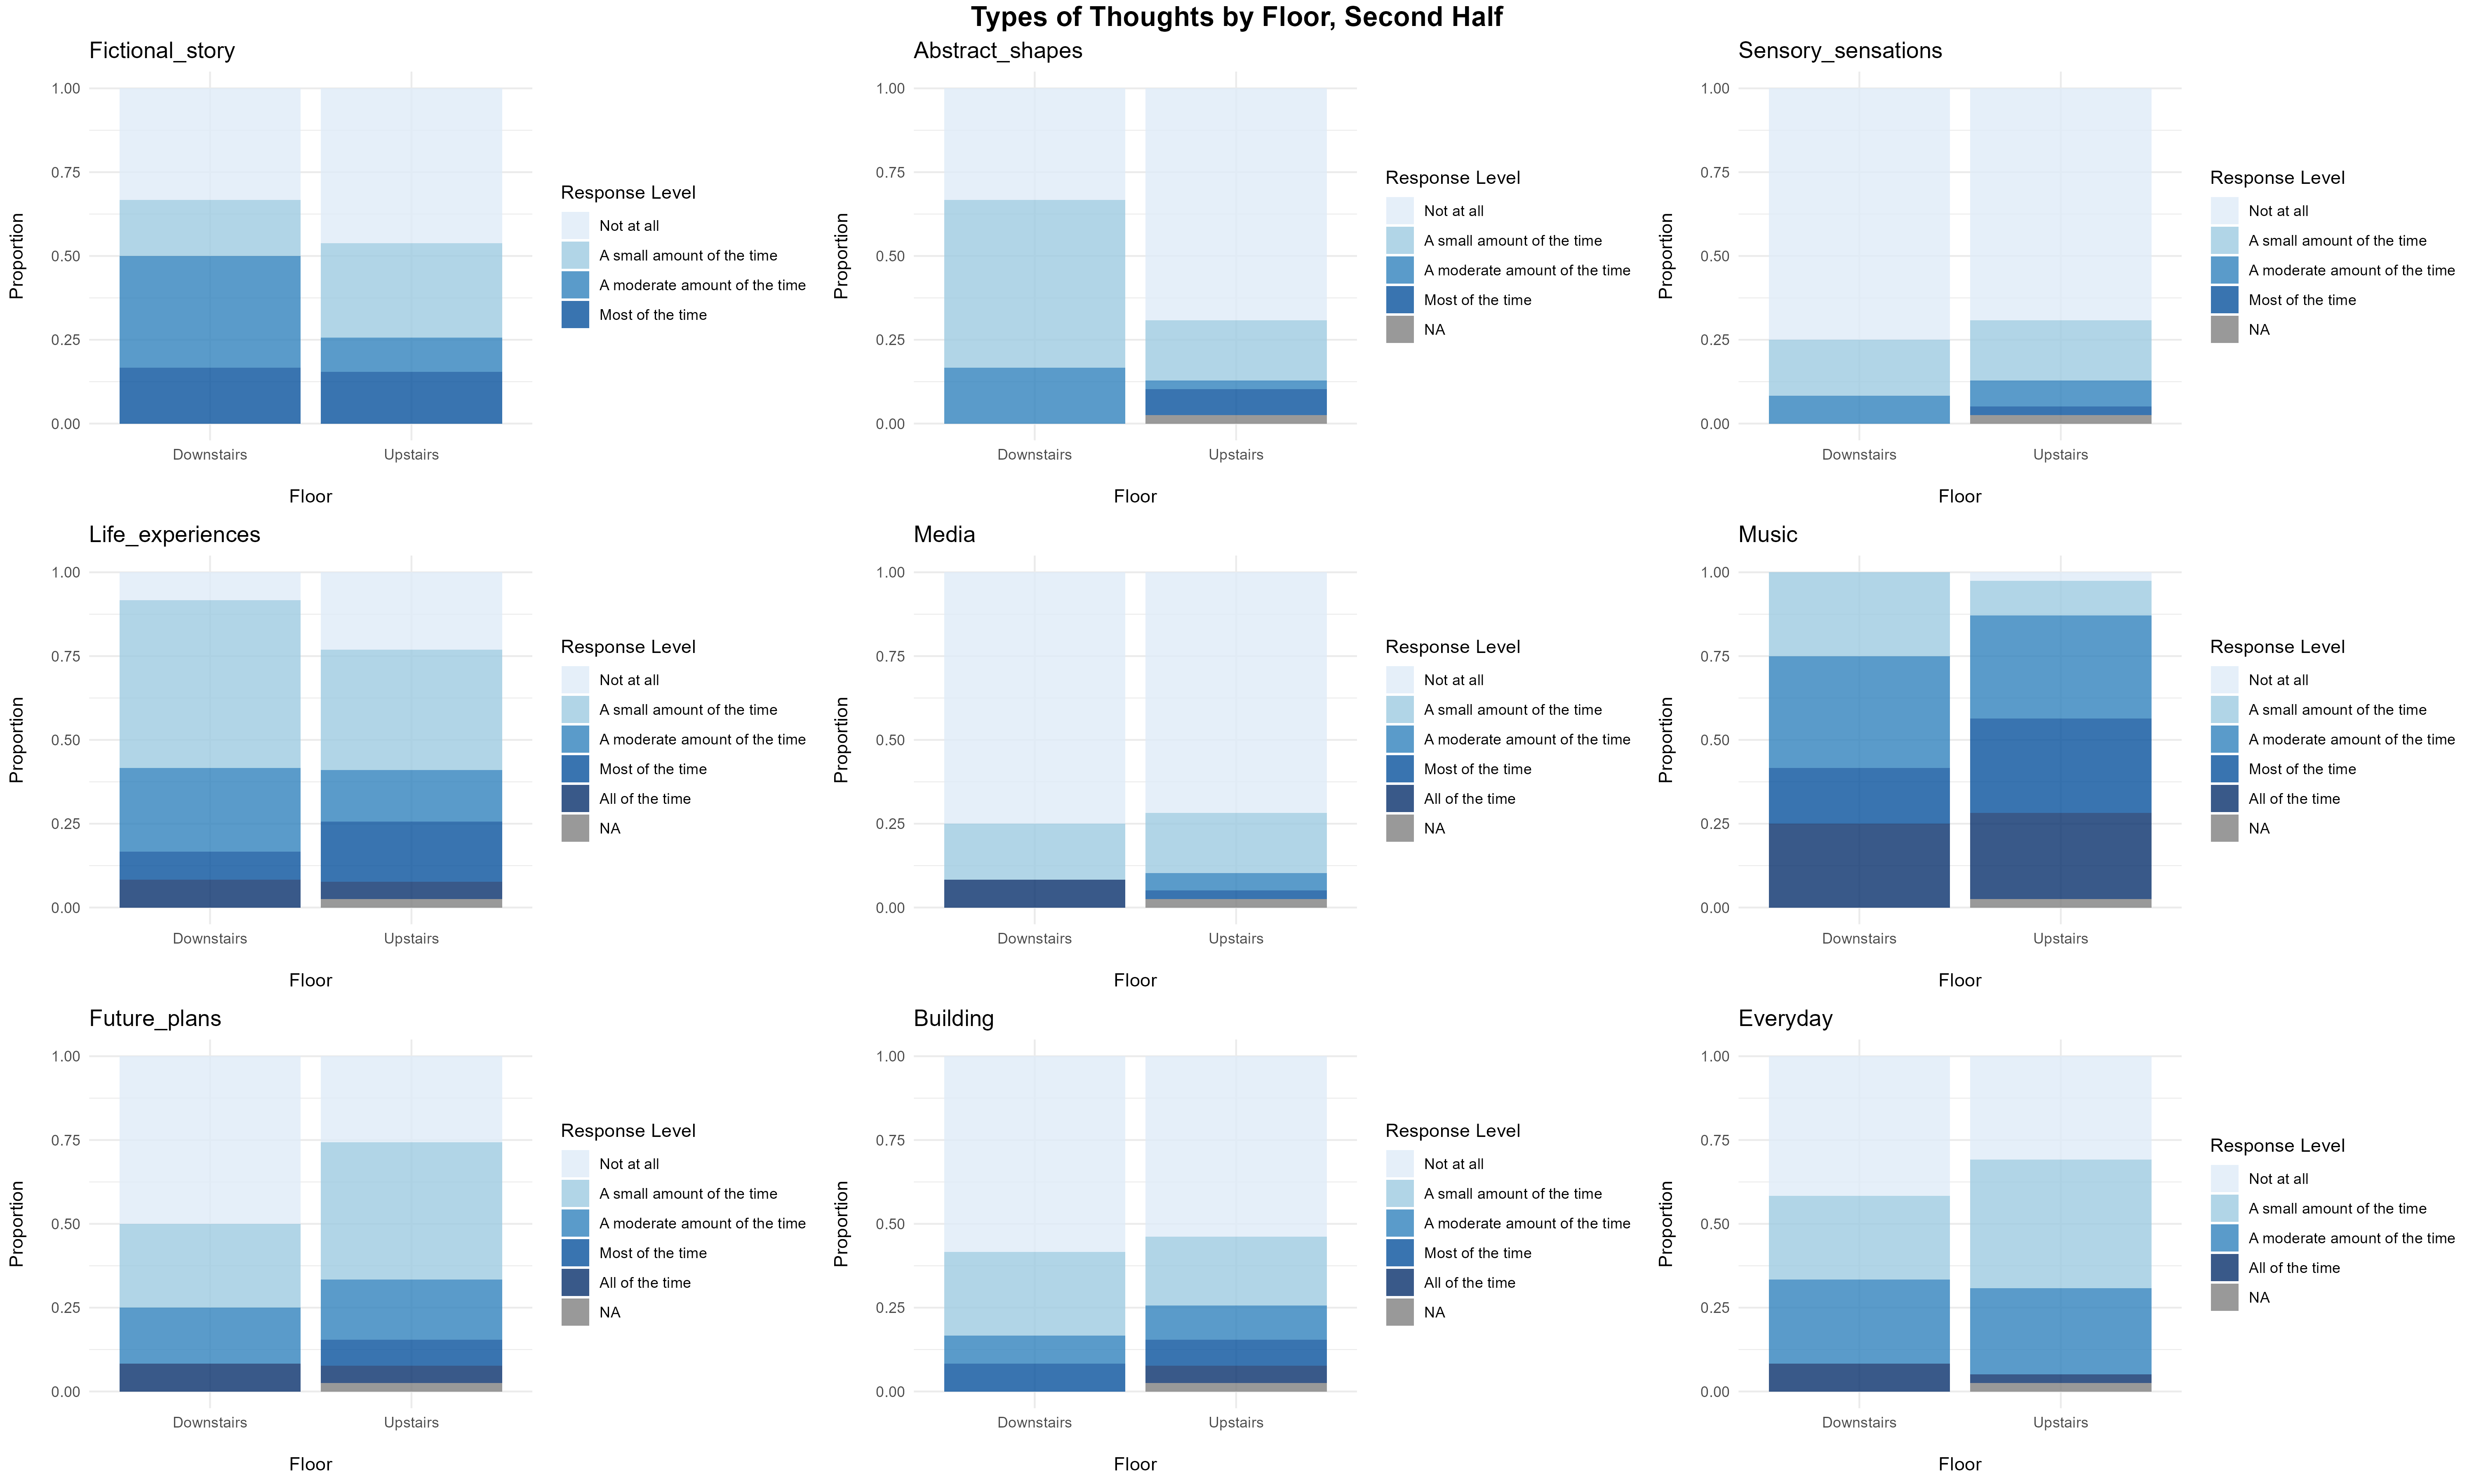 Types of Thoughts by Floor, Second Half
Fictional_story
Proportion
1.00
0.75
0.50
0.25
0.00
Downstairs
Upstairs
Floor
Response Level
Not at all
A small amount of the time
A moderate amount of the time
Most of the time
Abstract_shapes
Proportion
1.00
0.75
0.50
0.25
0.00
Downstairs
Upstairs
Floor
Response Level
Not at all
A small amount of the time
A moderate amount of the time
Most of the time
NA
Sensory_sensations
Proportion
1.00
0.75
0.50
0.25
0.00
Downstairs
Upstairs
Floor
Response Level
Not at all
A small amount of the time
A moderate amount of the time
Most of the time
NA
Life_experiences
Proportion
1.00
0.75
0.50
0.25
0.00
Downstairs
Upstairs
Floor
Response Level
Not at all
A small amount of the time
A moderate amount of the time
Most of the time
All of the time
NA
Media
Proportion
1.00
0.75
0.50
0.25
0.00
Downstairs
Upstairs
Floor
Response Level
Not at all
A small amount of the time
A moderate amount of the time
Most of the time
All of the time
NA
Music
Proportion
1.00
0.75
0.50
0.25
0.00
Downstairs
Upstairs
Floor
Response Level
Not at all
A small amount of the time
A moderate amount of the time
Most of the time
All of the time
NA
Future_plans
Proportion
1.00
0.75
0.50
0.25
0.00
Downstairs
Upstairs
Floor
Response Level
Not at all
A small amount of the time
A moderate amount of the time
Most of the time
All of the time
NA
Building
Proportion
1.00
0.75
0.50
0.25
0.00
Downstairs
Upstairs
Floor
Response Level
Not at all
A small amount of the time
A moderate amount of the time
Most of the time
All of the time
NA
Everyday
Proportion
1.00
0.75
0.50
0.25
0.00
Downstairs
Upstairs
Floor
Response Level
Not at all
A small amount of the time
A moderate amount of the time
All of the time
NA